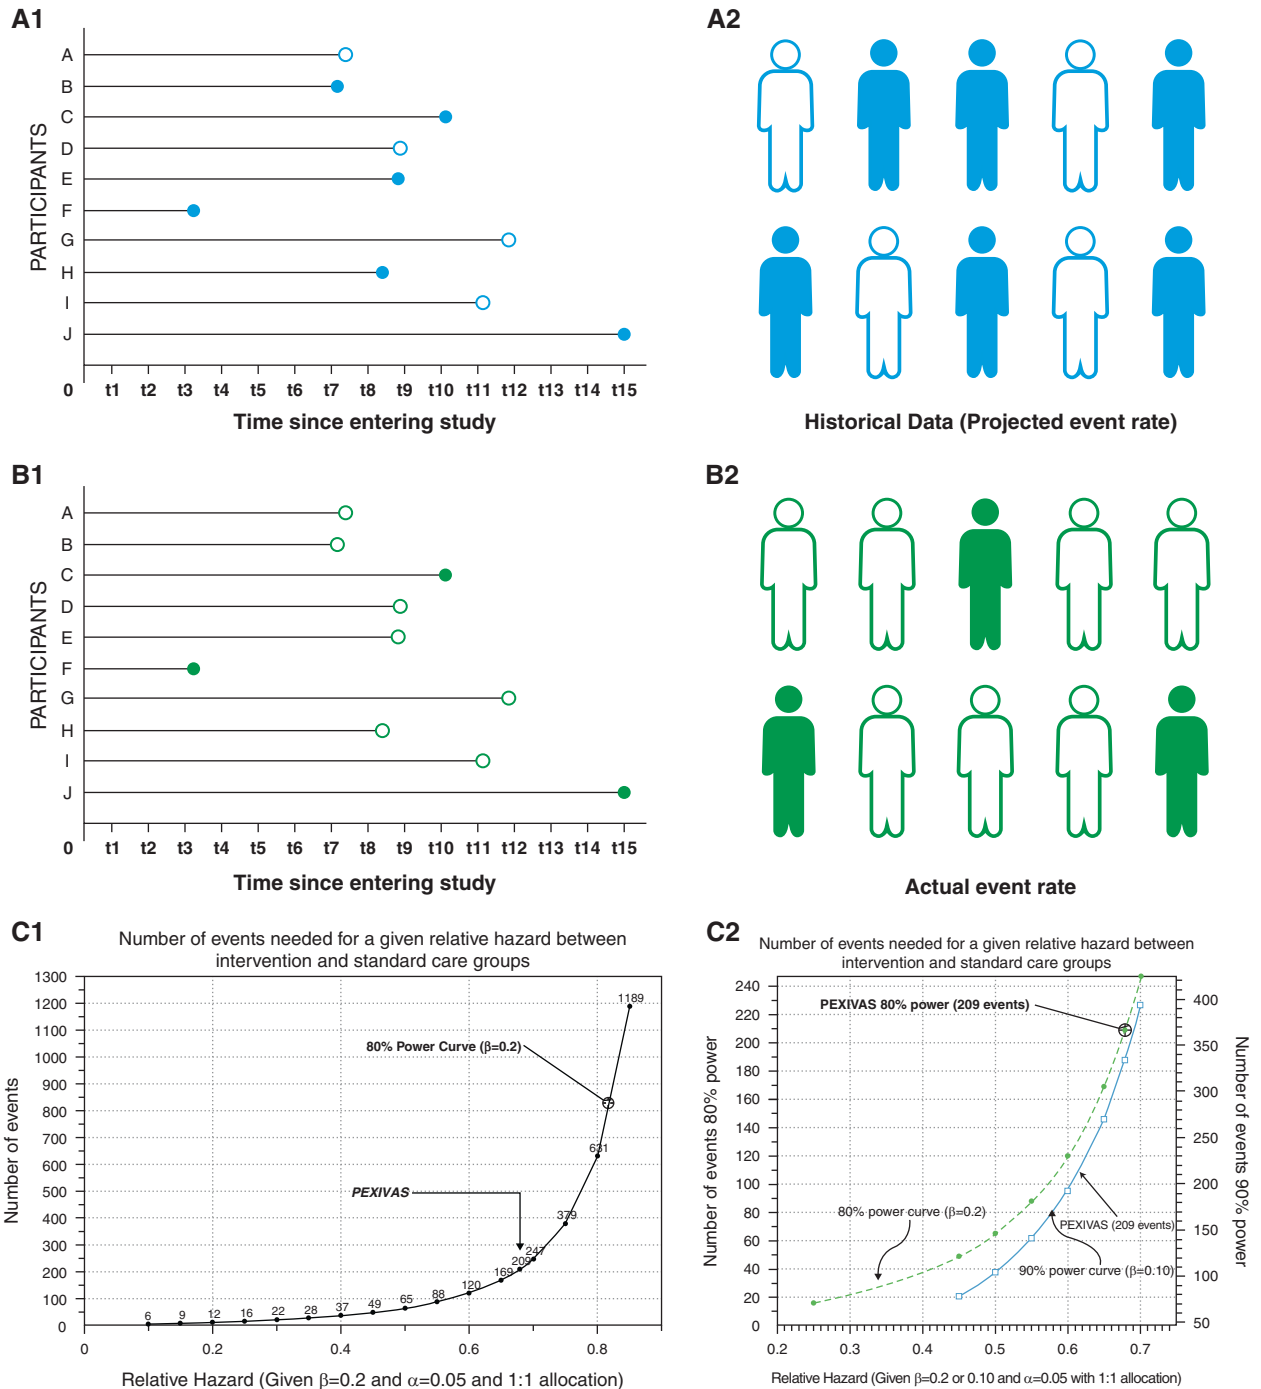 A1
A
B
C
D
E
F
G
H
I
J
PARTICIPANTS
0 t1 t2 t3 t4 t5 t6 t7 t8 t9 t10 t11 t12 t13 t14 t15
Time since entering study
A2
Historical Data (Projected event rate)
B1
A
B
C
D
E
F
G
H
I
J
PARTICIPANTS
0 t1 t2 t3 t4 t5 t6 t7 t8 t9 t10 t11 t12 t13 t14 t15
Time since entering study
B2
Actual event rate
C1
Number of events needed for a given relative hazard between
intervention and standard care groups
Number of events
1300
1200
1100
1000
900
800
700
600
500
400
300
200
100
0
80% Power Curve (β=0.2)
PEXIVAS
6 9 12 16 22 28 37 49 65 88 120 169 209 247 379 631 1189
0 0.2 0.4 0.6 0.8
Relative Hazard (Given β=0.2 and α=0.05 and 1:1 allocation)
C2
Number of events needed for a given relative hazard between
intervention and standard care groups
Number of events 80% power
240
220
200
180
160
140
120
100
80
60
40
20
0
PEXIVAS 80% power (209 events)
80% power curve (β=0.2)
PEXIVAS (209 events)
90% power curve (β=0.10)
400
350
300
250
200
150
100
50
Number of events 90% power
0.2 0.3 0.4 0.5 0.6 0.7
Relative Hazard (Given β=0.2 or 0.10 and α=0.05 with 1:1 allocation)